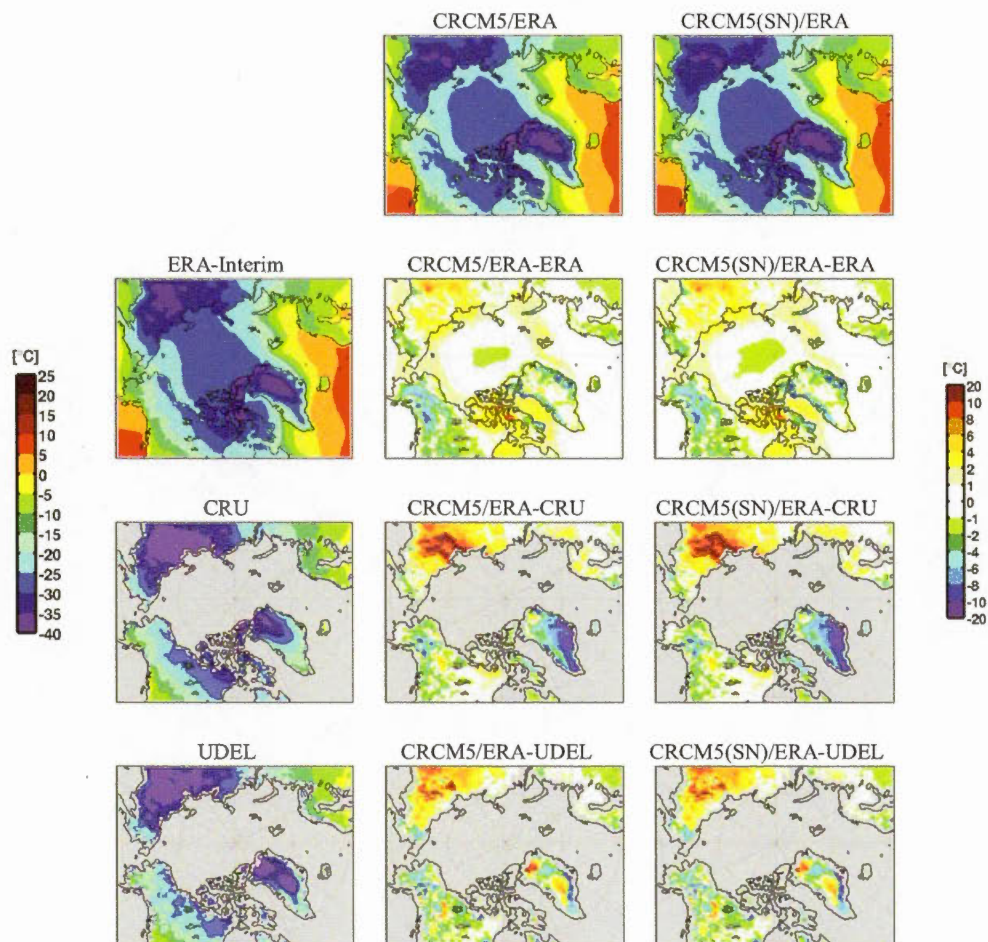 CRCM5/ERA
CRCM5(SN)/ERA
ERA-Interim
CRCM5/ERA-ERA
CRCM5(SN)/ERA-ERA
[°C]
25
20
15
10
5
0
-5
-10
-15
-20
-25
-30
-35
-40
[°C]
20
10
8
6
4
2
1
0
-1
-2
-4
-6
-8
-10
-20
CRU
CRCM5/ERA-CRU
CRCM5(SN)/ERA-CRU
UDEL
CRCM5/ERA-UDEL
CRCM5(SN)/ERA-UDEL